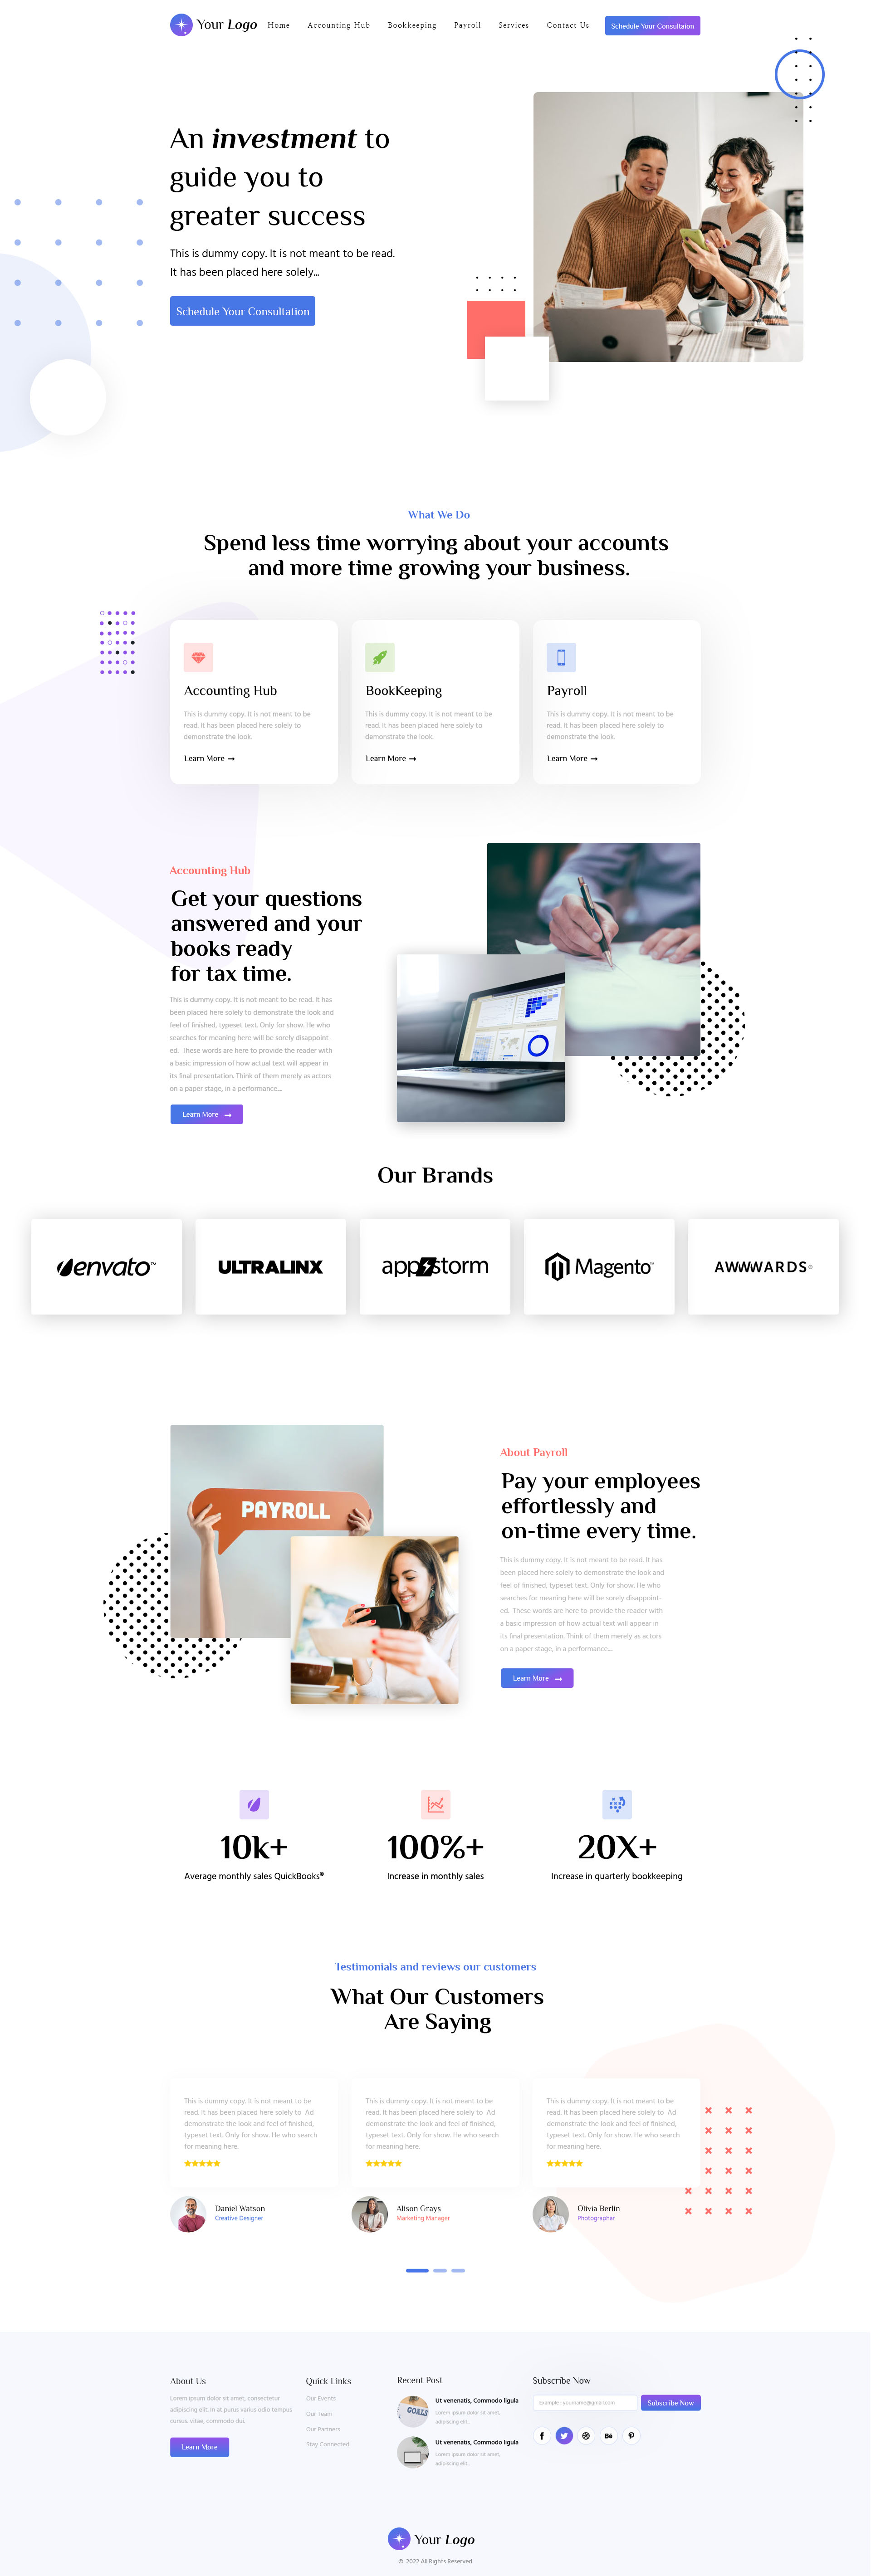 Your Logo
Home Accounting Hub Bookkeeping Payroll Services Contact Us
Schedule Your Consultaion
An investment to
guide you to
greater success
This is dummy copy. It is not meant to be read.
It has been placed here solely...
Schedule Your Consultation
What We Do
Spend less time worrying about your accounts
and more time growing your business.
Accounting Hub
This is dummy copy. It is not meant to be
read. It has been placed here solely to
demonstrate the look.
Learn More →
BookKeeping
This is dummy copy. It is not meant to be
read. It has been placed here solely to
demonstrate the look.
Learn More →
Payroll
This is dummy copy. It is not meant to be
read. It has been placed here solely to
demonstrate the look.
Learn More →
Accounting Hub
Get your questions
answered and your
books ready
for tax time.
This is dummy copy. It is not meant to be read. It has
been placed here solely to demonstrate the look and
feel of finished, typeset text. Only for show. He who
searches for meaning here will be sorely disappoint-
ed. These words are here to provide the reader with
a basic impression of how actual text will appear in
its final presentation. Think of them merely as actors
on a paper stage, in a performance...
Learn More →
Our Brands
envato™
ULTRALINX
appstorm
Magento™
AWWWARDS®
PAYROLL
About Payroll
Pay your employees
effortlessly and
on-time every time.
This is dummy copy. It is not meant to be read. It has
been placed here solely to demonstrate the look and
feel of finished, typeset text. Only for show. He who
searches for meaning here will be sorely disappoint-
ed. These words are here to provide the reader with
a basic impression of how actual text will appear in
its final presentation. Think of them merely as actors
on a paper stage, in a performance...
Learn More →
10k+
Average monthly sales QuickBooks®
100%+
Increase in monthly sales
20X+
Increase in quarterly bookkeeping
Testimonials and reviews our customers
What Our Customers
Are Saying
This is dummy copy. It is not meant to be
read. It has been placed here solely to Ad
demonstrate the look and feel of finished,
typeset text. Only for show. He who search
for meaning here.
Daniel Watson
Creative Designer
This is dummy copy. It is not meant to be
read. It has been placed here solely to Ad
demonstrate the look and feel of finished,
typeset text. Only for show. He who search
for meaning here.
Alison Grays
Marketing Manager
This is dummy copy. It is not meant to be
read. It has been placed here solely to Ad
demonstrate the look and feel of finished,
typeset text. Only for show. He who search
for meaning here.
Olivia Berlin
Photographar
About Us
Lorem ipsum dolor sit amet, consectetur
adipiscing elit. In at purus varius odio tempus
cursus. vitae, commodo dui.
Learn More
Quick Links
Our Events
Our Team
Our Partners
Stay Connected
Recent Post
GOALS
Ut venenatis, Commodo ligula
Lorem ipsum dolor sit amet,
adipiscing elit...
Ut venenatis, Commodo ligula
Lorem ipsum dolor sit amet,
adipiscing elit...
Subscribe Now
Example : yourname@gmail.com
Subscribe Now
Your Logo
© 2022 All Rights Reserved